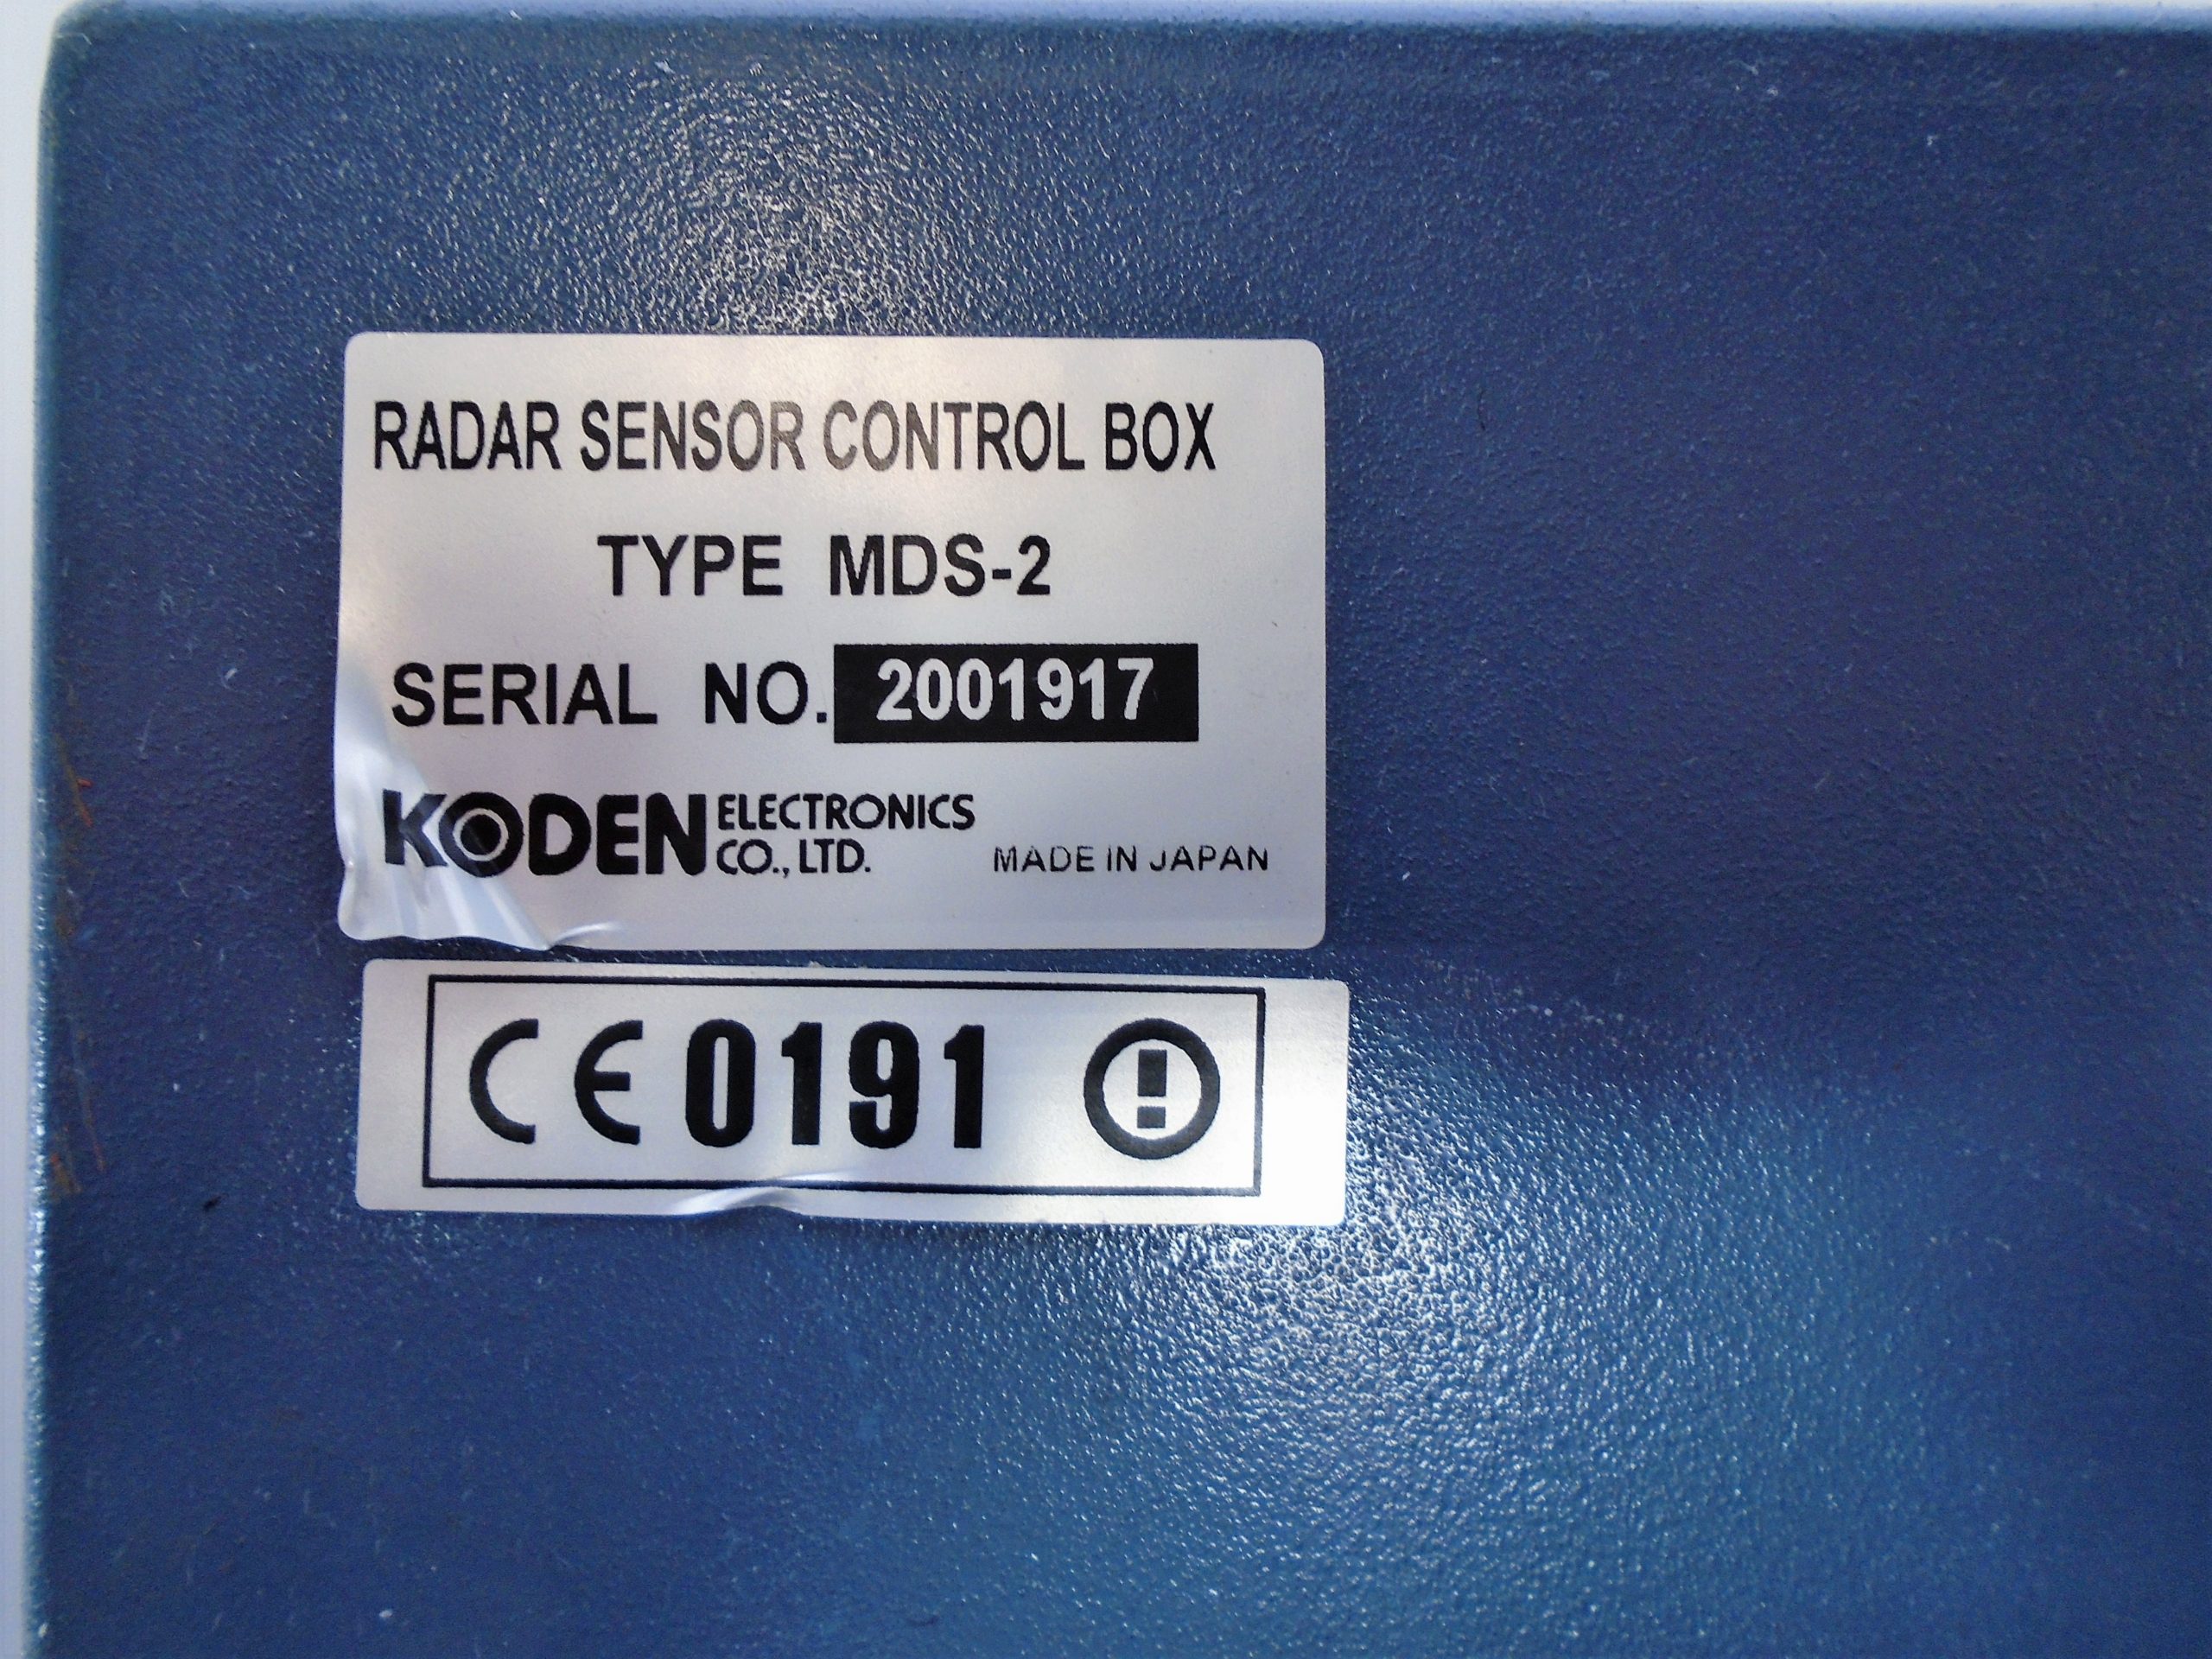 RADAR SENSOR CONTROL BOX
TYPE MDS-2
SERIAL NO. 2001917
KODEN ELECTRONICS CO., LTD.
MADE IN JAPAN
CE 0191 !